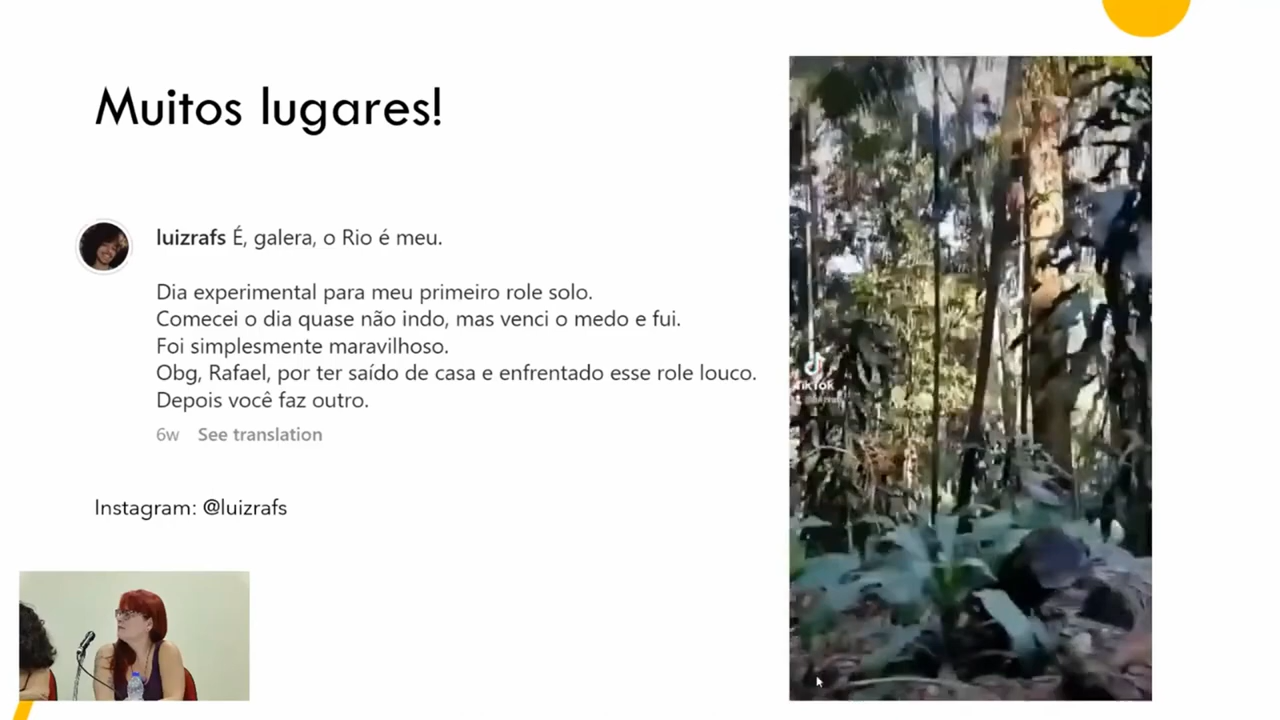 Muitos lugares!
luizrafs É, galera, o Rio é meu.
Dia experimental para meu primeiro role solo.
Comecei o dia quase não indo, mas venci o medo e fui.
Foi simplesmente maravilhoso.
Obg, Rafael, por ter saído de casa e enfrentado esse role louco.
Depois você faz outro.
6w See translation
Instagram: @luizrafs
TikTok